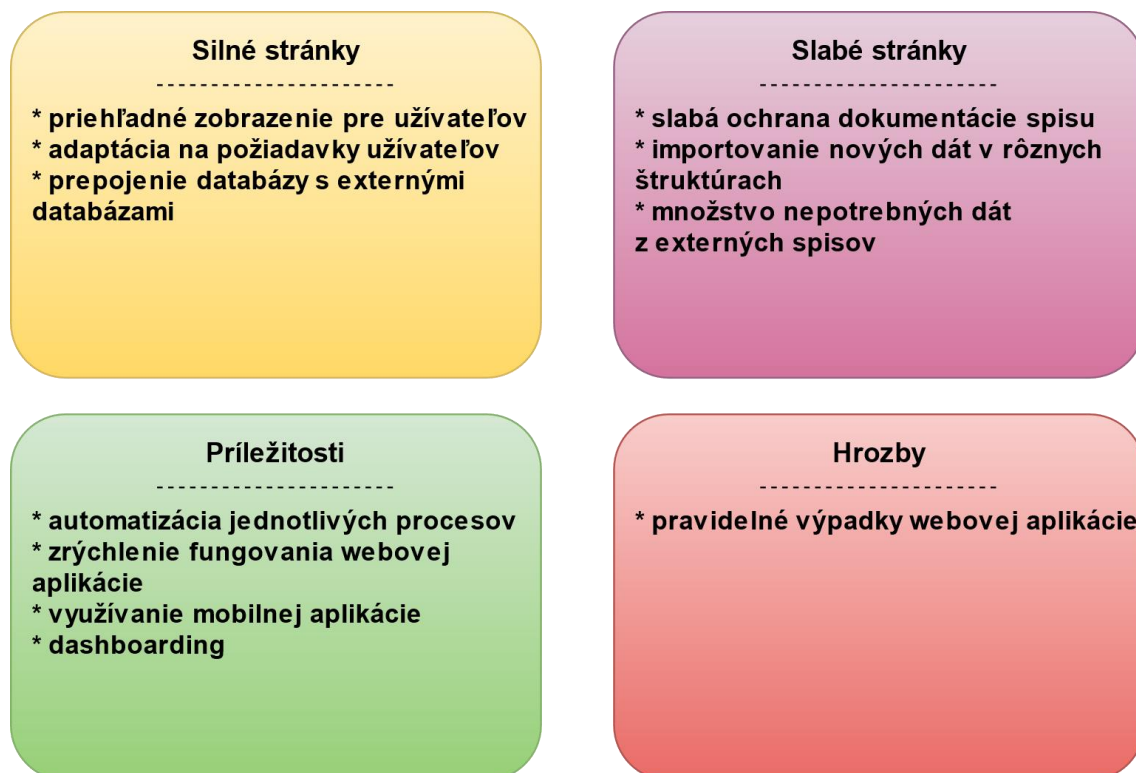 Silné stránky
----------------------
* priehľadné zobrazenie pre užívateľov
* adaptácia na požiadavky užívateľov
* prepojenie databázy s externými
databázami
Slabé stránky
----------------------
* slabá ochrana dokumentácie spisu
* importovanie nových dát v rôznych
štruktúrach
* množstvo nepotrebných dát
z externých spisov
Príležitosti
----------------------
* automatizácia jednotlivých procesov
* zrýchlenie fungovania webovej
aplikácie
* využívanie mobilnej aplikácie
* dashboarding
Hrozby
----------------------
* pravidelné výpadky webovej aplikácie